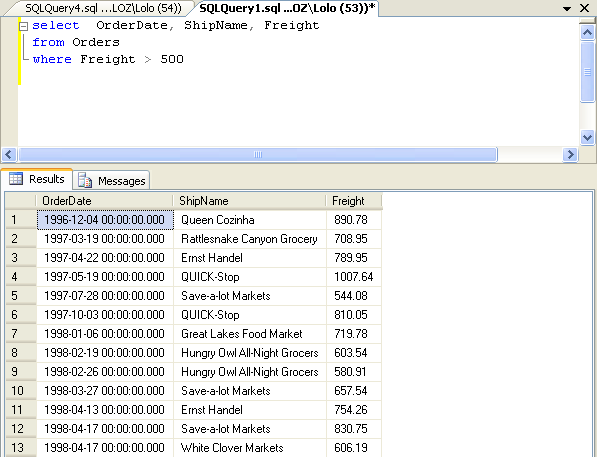 SQLQuery4.sql ...LOZ\Lolo (54)) SQLQuery1.sql ...OZ\Lolo (53))*
select OrderDate, ShipName, Freight
from Orders
where Freight > 500
Results Messages
OrderDate ShipName Freight
1 1996-12-04 00:00:00.000 Queen Cozinha 890.78
2 1997-03-19 00:00:00.000 Rattlesnake Canyon Grocery 708.95
3 1997-04-22 00:00:00.000 Ernst Handel 789.95
4 1997-05-19 00:00:00.000 QUICK-Stop 1007.64
5 1997-07-28 00:00:00.000 Save-a-lot Markets 544.08
6 1997-10-03 00:00:00.000 QUICK-Stop 810.05
7 1998-01-06 00:00:00.000 Great Lakes Food Market 719.78
8 1998-02-19 00:00:00.000 Hungry Owl All-Night Grocers 603.54
9 1998-02-26 00:00:00.000 Hungry Owl All-Night Grocers 580.91
10 1998-03-27 00:00:00.000 Save-a-lot Markets 657.54
11 1998-04-13 00:00:00.000 Ernst Handel 754.26
12 1998-04-17 00:00:00.000 Save-a-lot Markets 830.75
13 1998-04-17 00:00:00.000 White Clover Markets 606.19